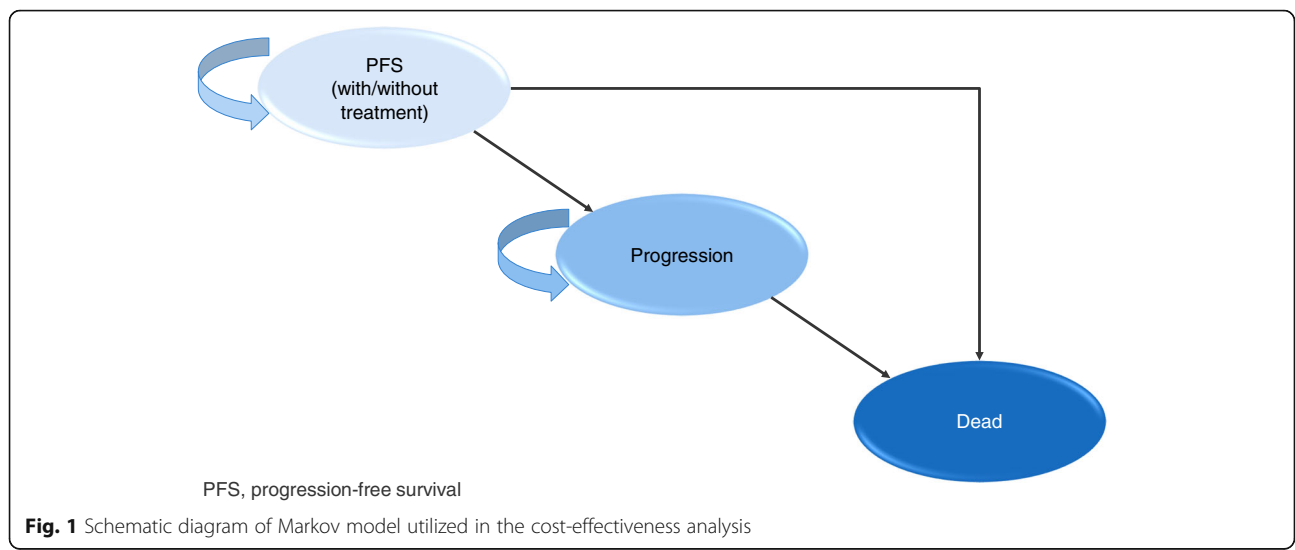 PFS
(with/without
treatment)
Progression
Dead
PFS, progression-free survival
Fig. 1 Schematic diagram of Markov model utilized in the cost-effectiveness analysis